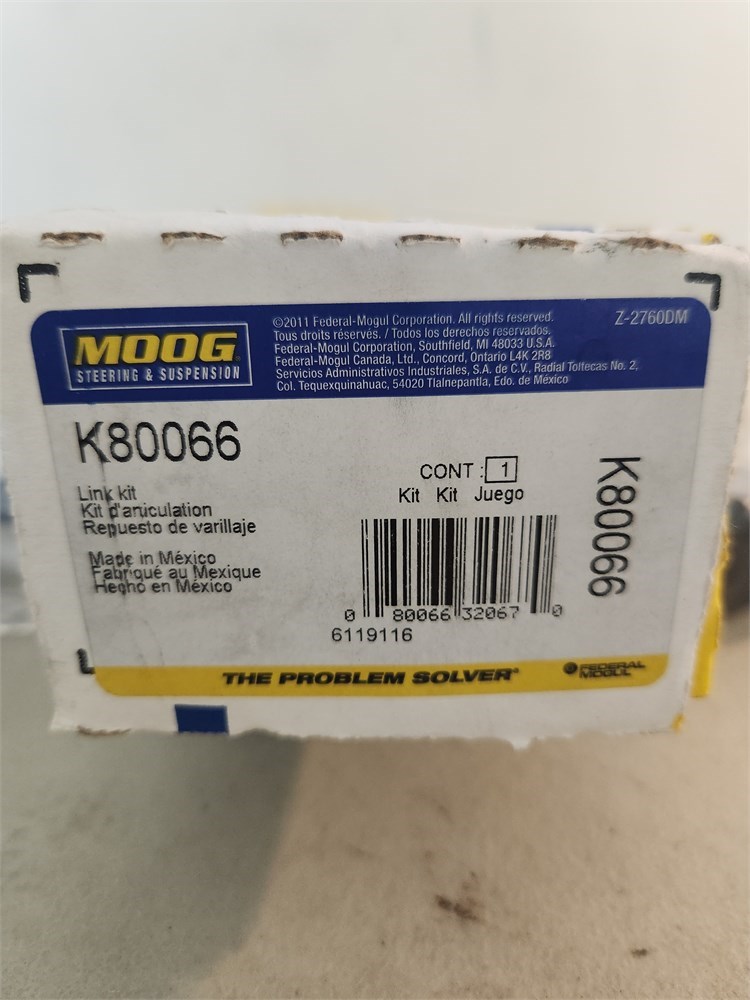 MOOG
STEERING & SUSPENSION
©2011 Federal-Mogul Corporation. All rights reserved.
Tous droits réservés. / Todos los derechos reservados.
Federal-Mogul Corporation, Southfield, MI 48033 U.S.A.
Federal-Mogul Canada, Ltd., Concord, Ontario L4K 2R8
Servicios Administrativos Industriales, S.A. de C.V., Radial Toltecas No. 2,
Col. Tequexquinahuac, 54020 Tlalnepantla, Edo. de México
Z-2760DM
K80066
Link kit
Kit d'articulation
Repuesto de varillaje
Made in México
Fabriqué au Mexique
Hecho en México
CONT : 1
Kit Kit Juego
0 80066 32067 0
6119116
K80066
THE PROBLEM SOLVER®
FEDERAL
MOGUL